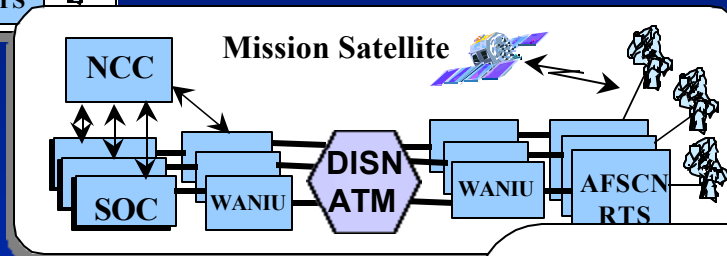 Mission Satellite
NCC
SOC
WANIU
DISN
ATM
WANIU
AFSCN
RTS